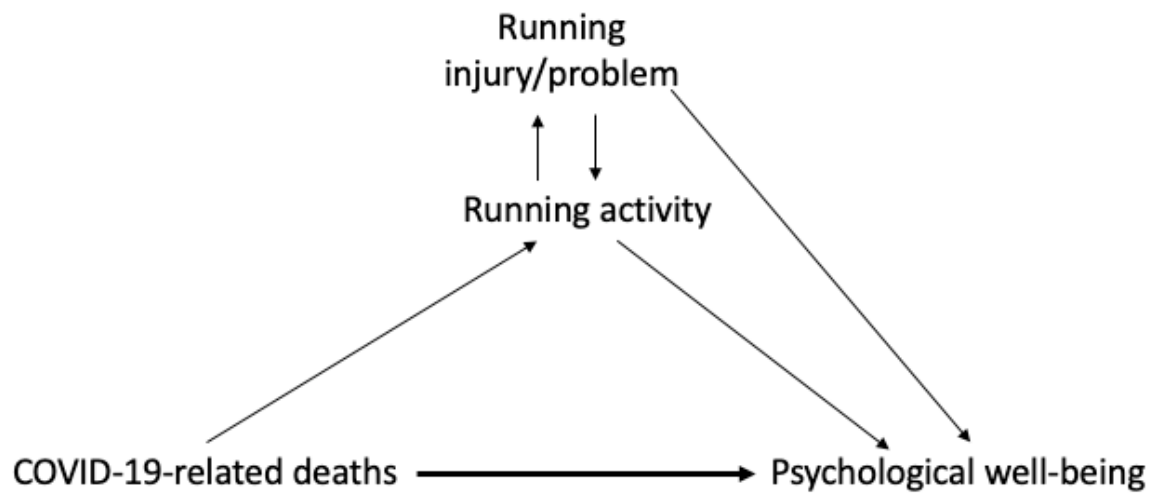 Running
injury/problem
Running activity
COVID-19-related deaths
Psychological well-being